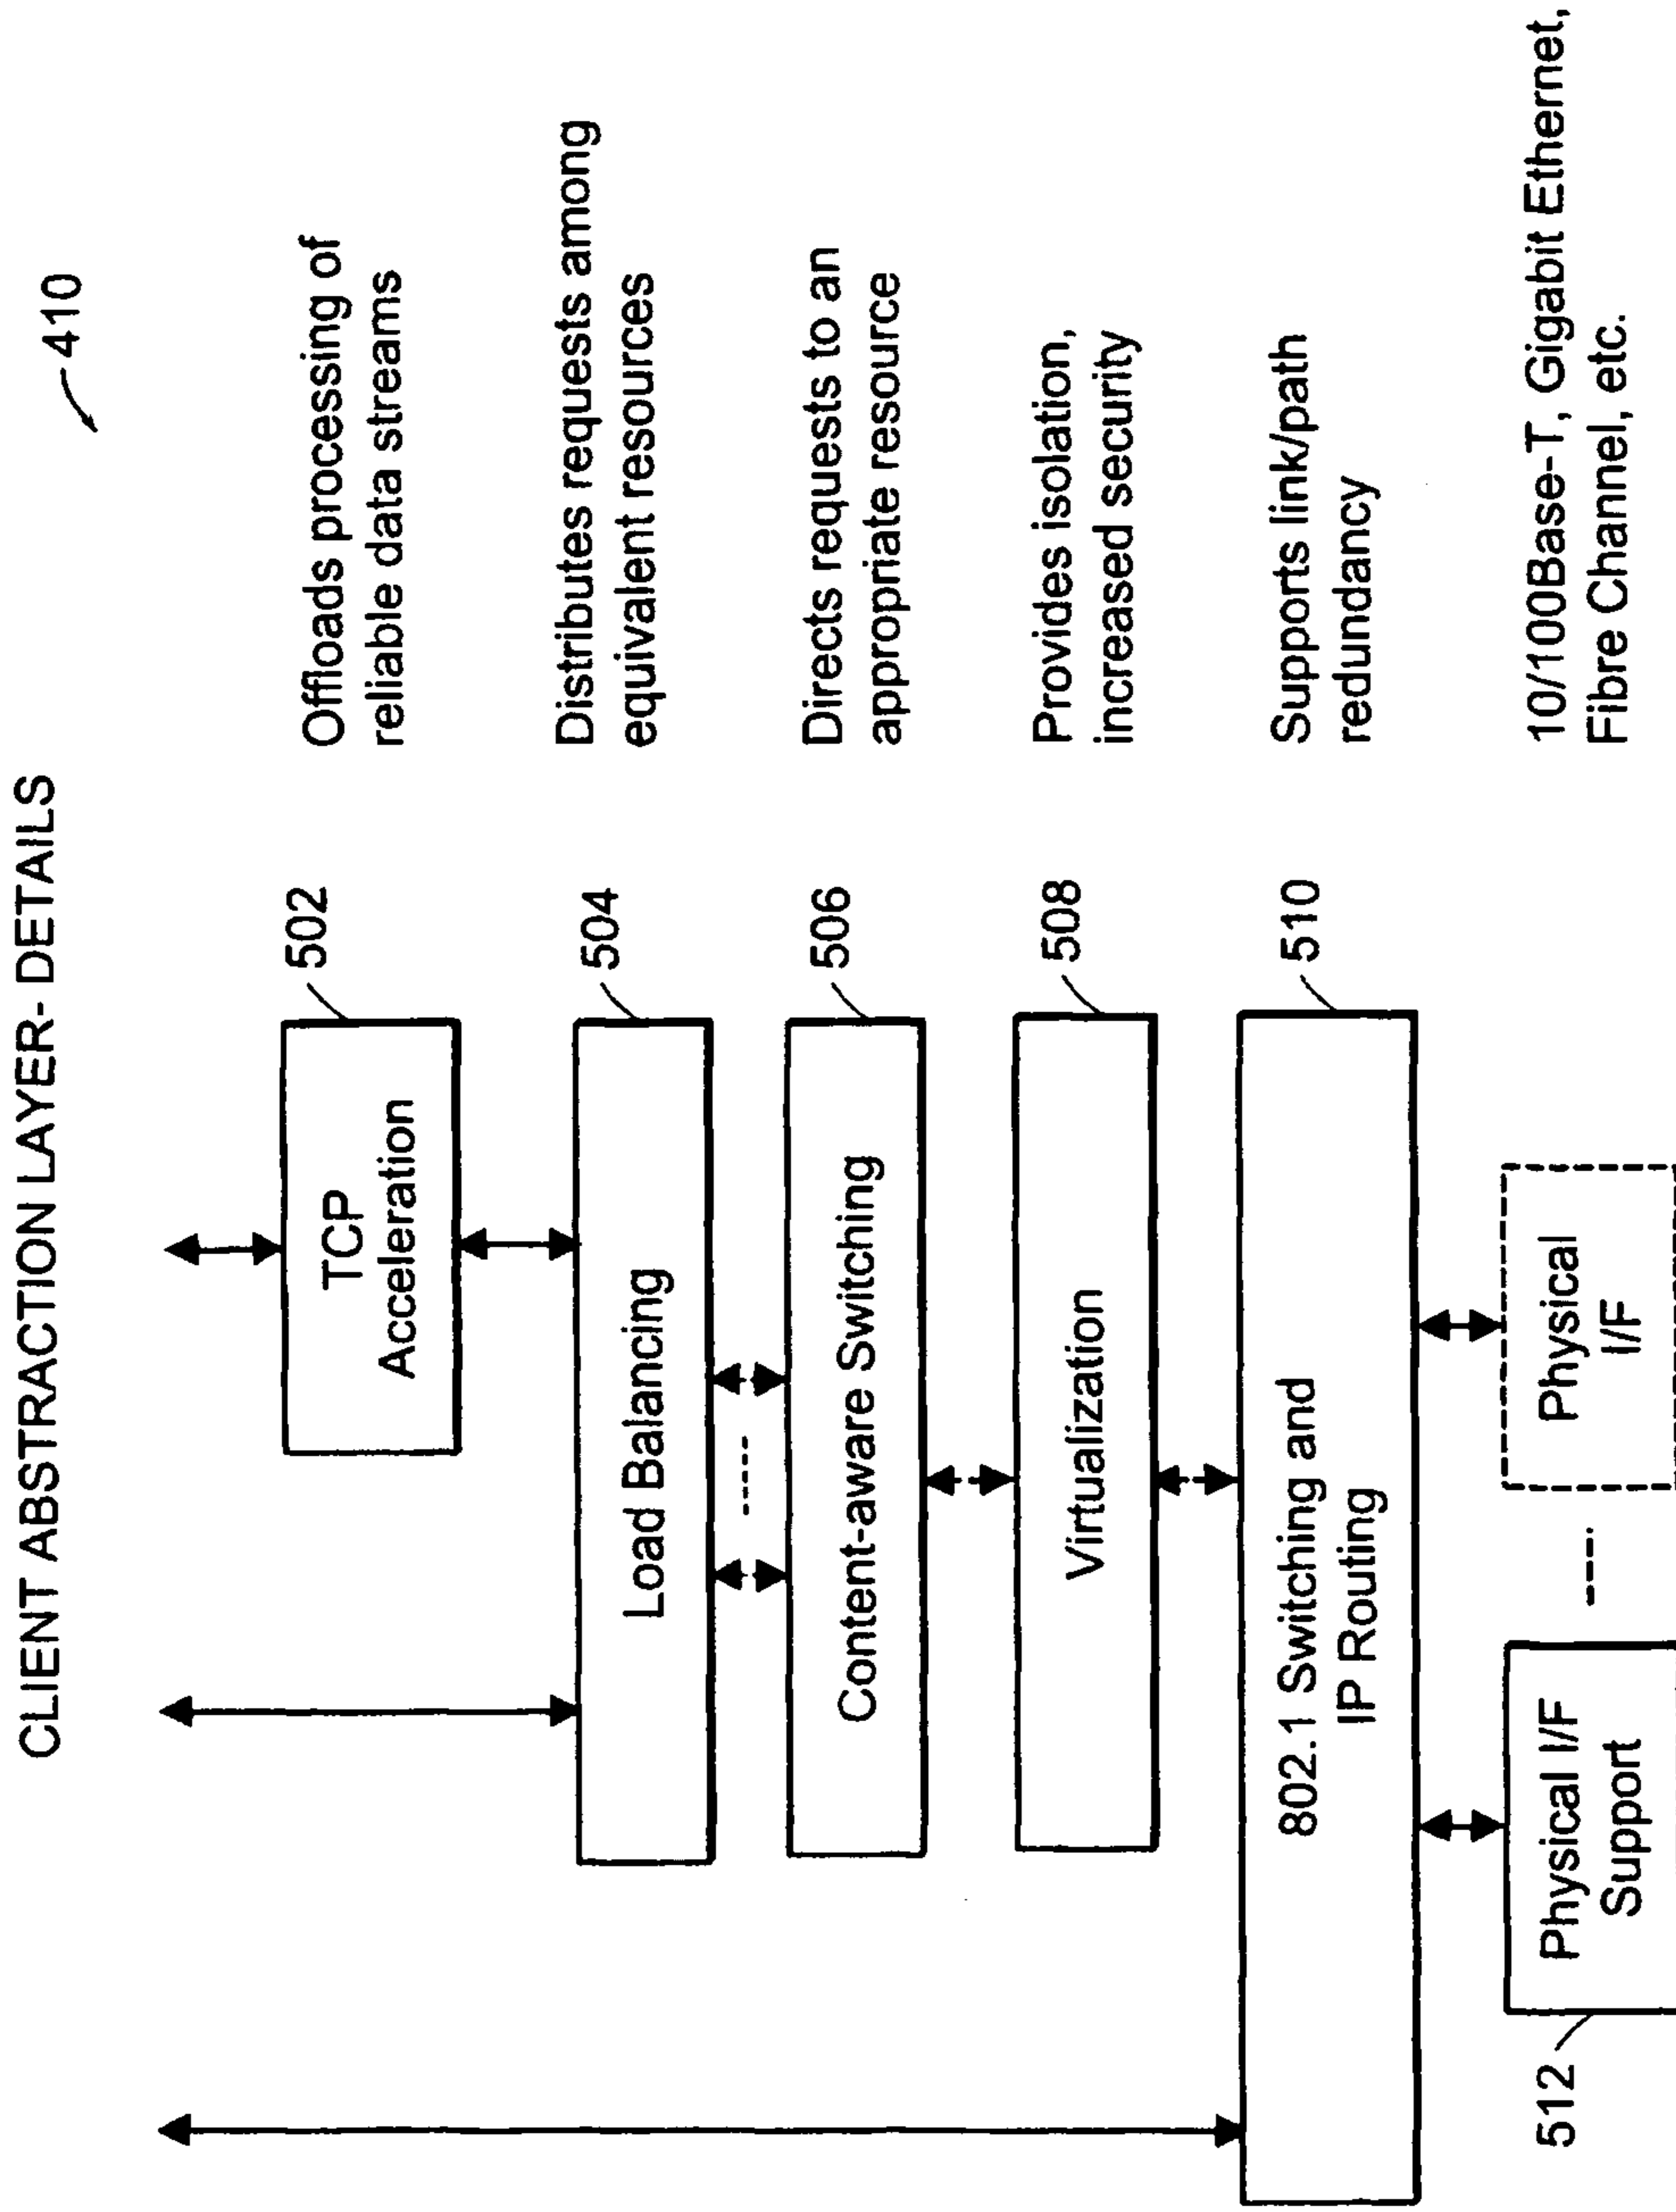 CLIENT ABSTRACTION LAYER- DETAILS
410
TCP
Acceleration
502
Offloads processing of
reliable data streams
Load Balancing
504
Distributes requests among
equivalent resources
Content-aware Switching
506
Directs requests to an
appropriate resource
Virtualization
508
Provides isolation,
increased security
802.1 Switching and
IP Routing
510
Supports link/path
redundancy
512
Physical I/F
Support
Physical
I/F
10/100Base-T, Gigabit Ethernet,
Fibre Channel, etc.